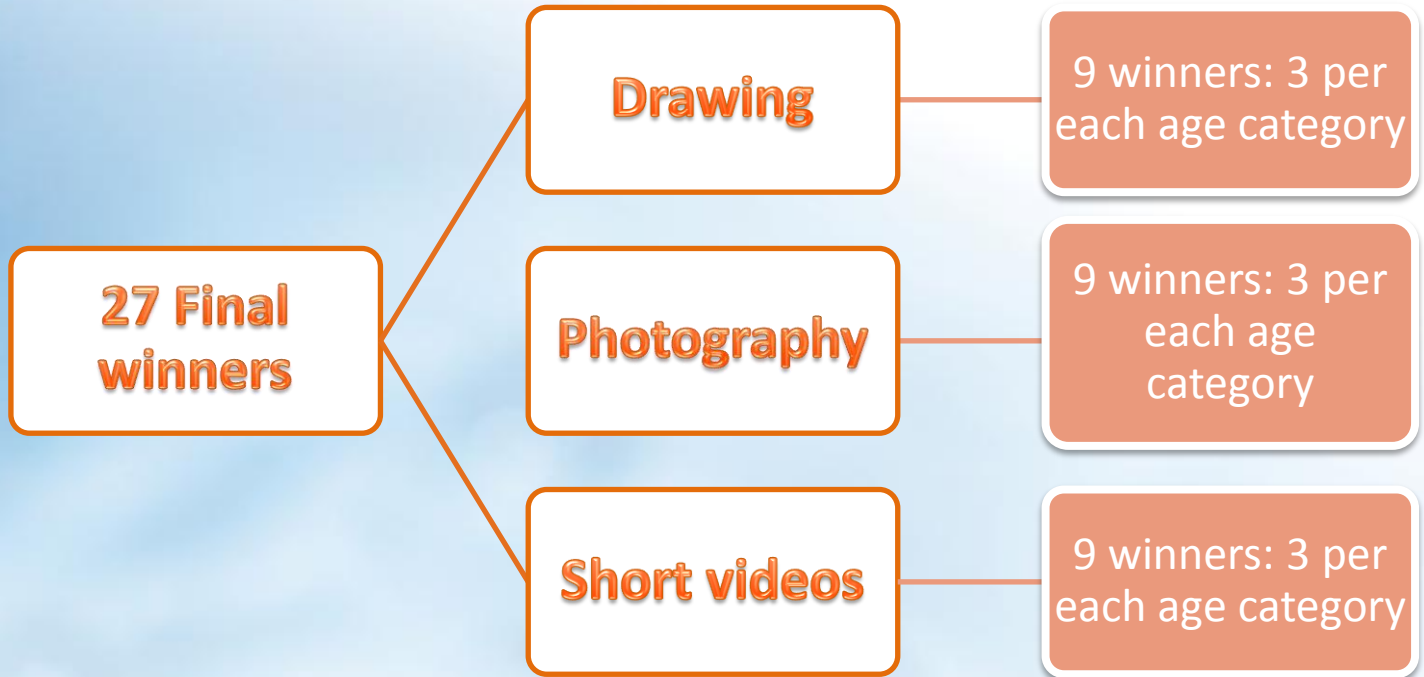 27 Final
winners
Drawing
9 winners: 3 per
each age category
Photography
9 winners: 3 per
each age
category
Short videos
9 winners: 3 per
each age category